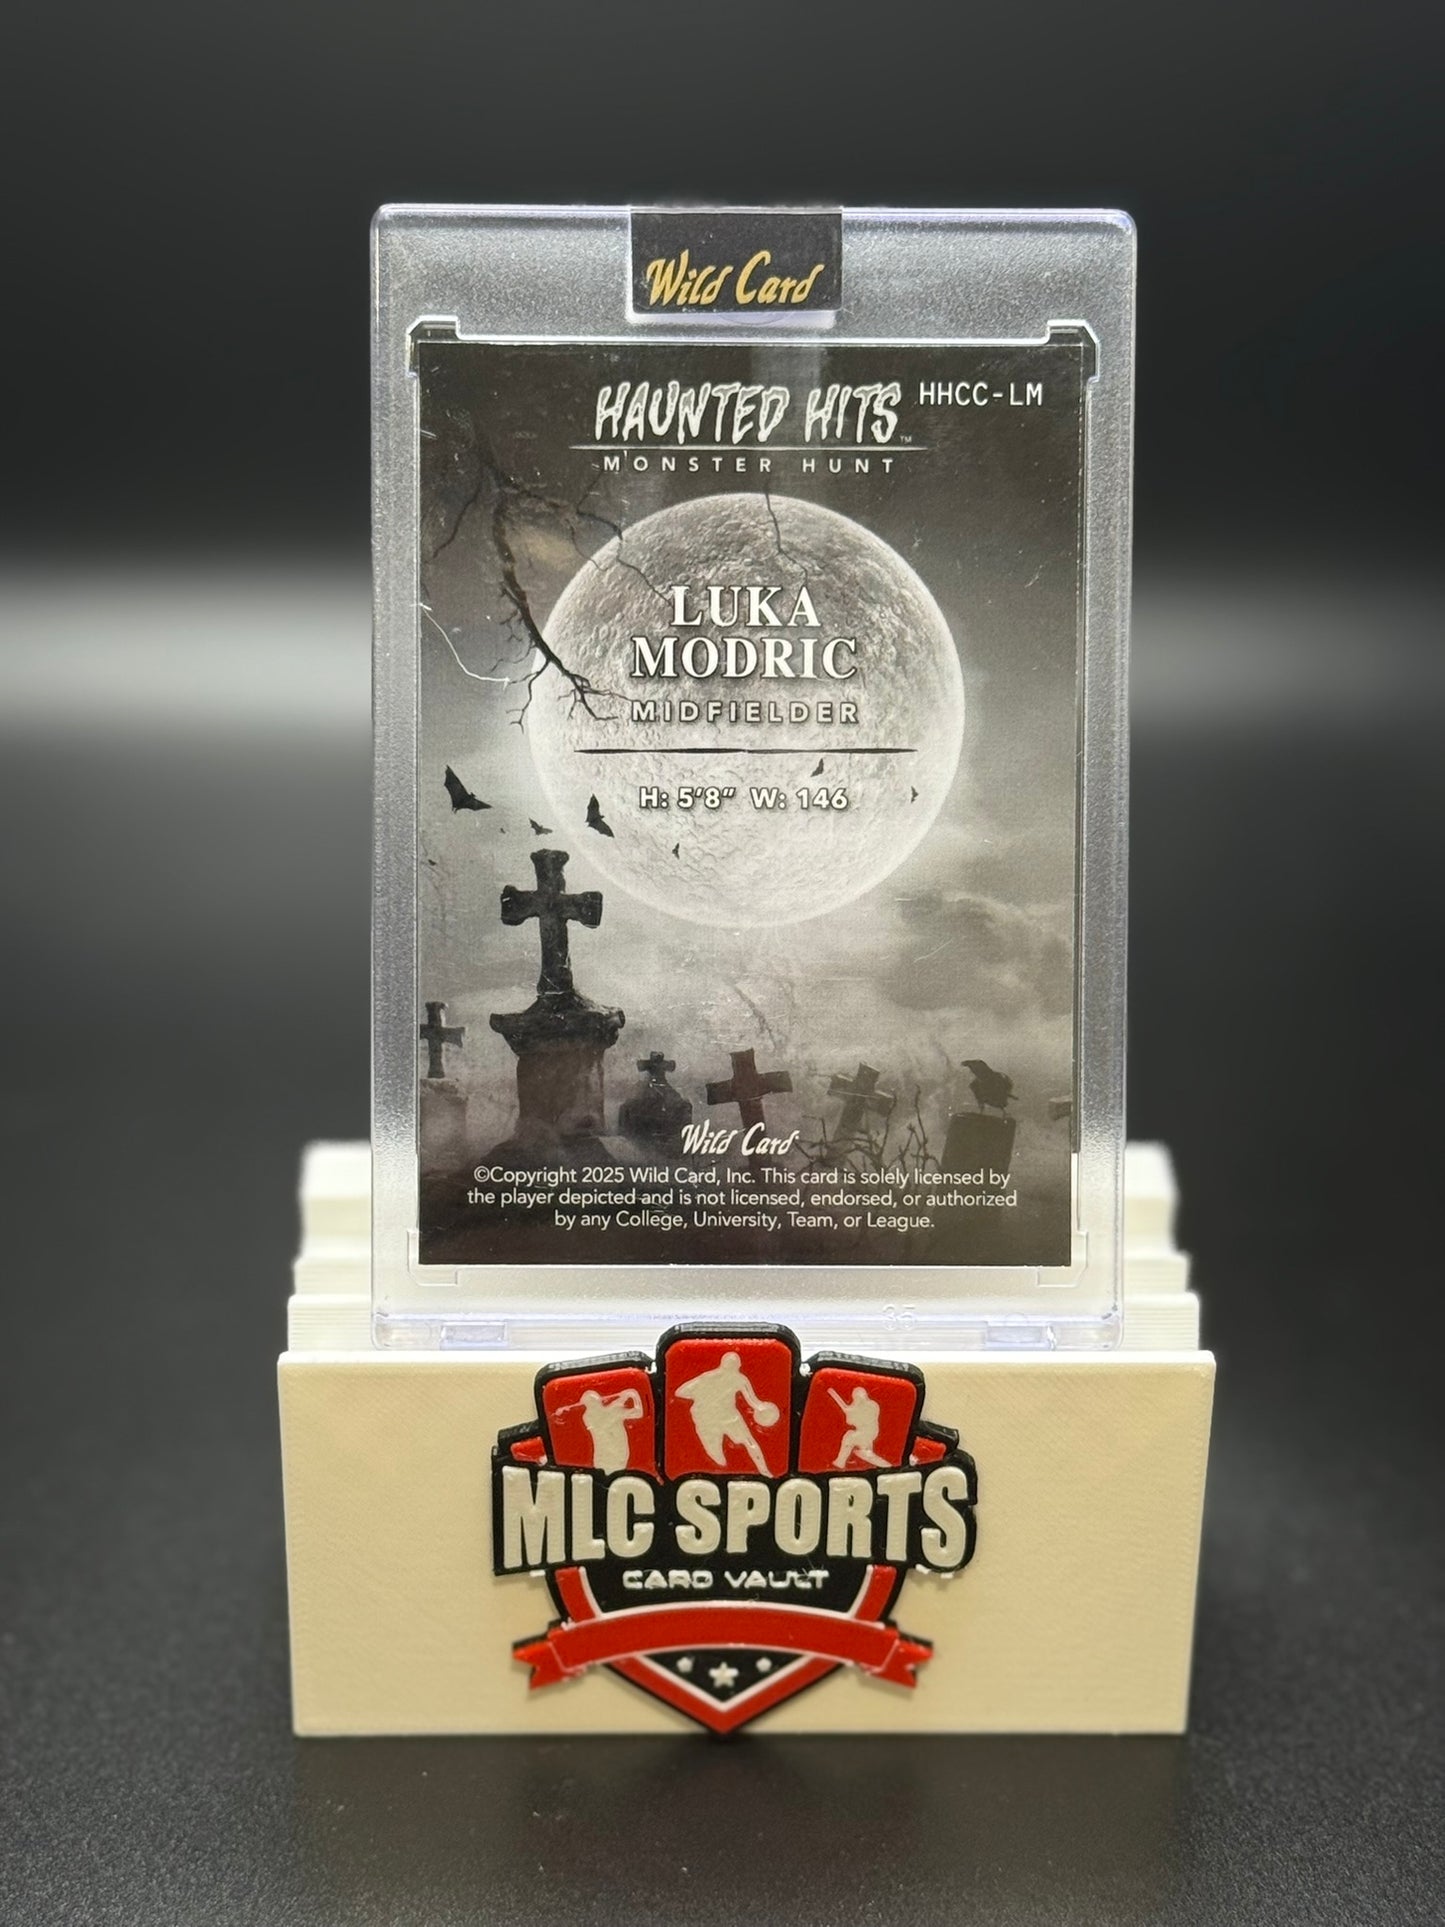 Wild Card
HAUNTED HITS™ HHCC-LM
MONSTER HUNT
LUKA
MODRIC
MIDFIELDER
H: 5'8" W: 146
Wild Card
©Copyright 2025 Wild Card, Inc. This card is solely licensed by
the player depicted and is not licensed, endorsed, or authorized
by any College, University, Team, or League.
35
MLC SPORTS
CARD VAULT